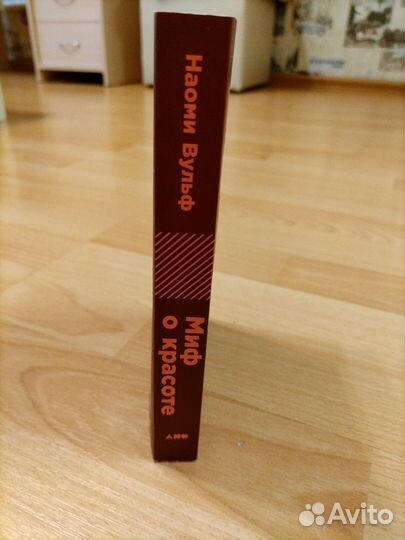 Наоми Вульф
Миф
о красоте
Avito